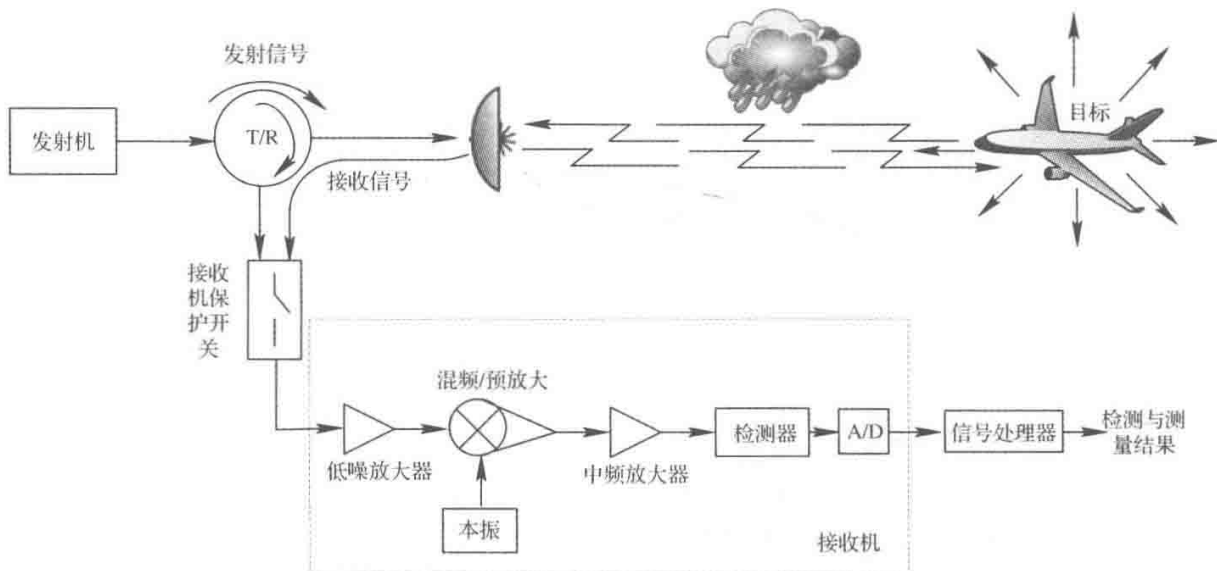 发射信号
目标
发射机
T/R
接收信号
接收
机保
护开
关
混频/预放大
检测器
A/D
信号处理器
检测与测
量结果
低噪放大器
中频放大器
本振
接收机